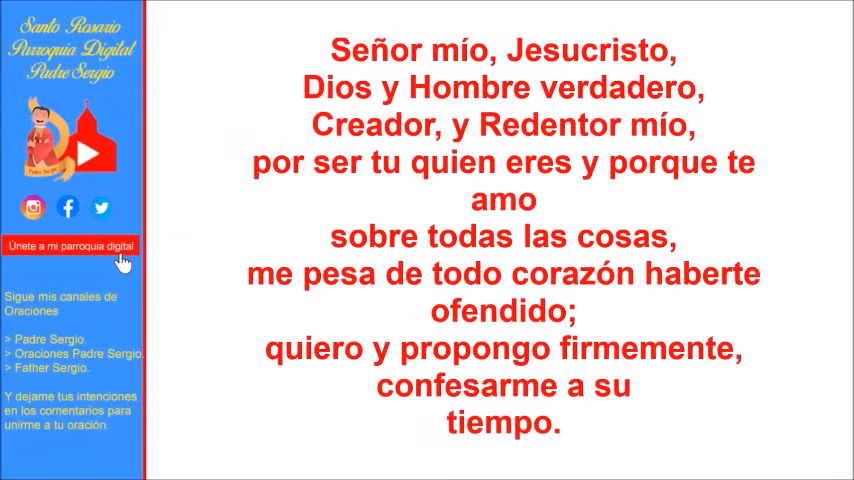 Santo Rosario
Parroquia Digital
Padre Sergio
Padre Sergio
Únete a mi parroquia digital
Sigue mis canales de
Oraciones
> Padre Sergio.
> Oraciones Padre Sergio.
> Father Sergio.
Y dejame tus intenciones
en los comentarios para
unirme a tu oración.
Señor mío, Jesucristo,
Dios y Hombre verdadero,
Creador, y Redentor mío,
por ser tu quien eres y porque te
amo
sobre todas las cosas,
me pesa de todo corazón haberte
ofendido;
quiero y propongo firmemente,
confesarme a su
tiempo.